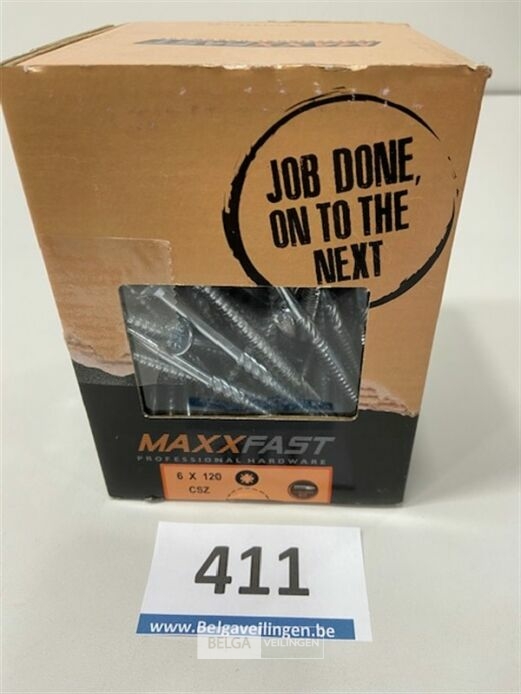 MAXXFAST
JOB DONE,
ON TO THE
NEXT
MAXXFAST
PROFESSIONAL HARDWARE
6 X 120
CSZ
411
www.Belgaveilingen.be
BELGA VEILINGEN